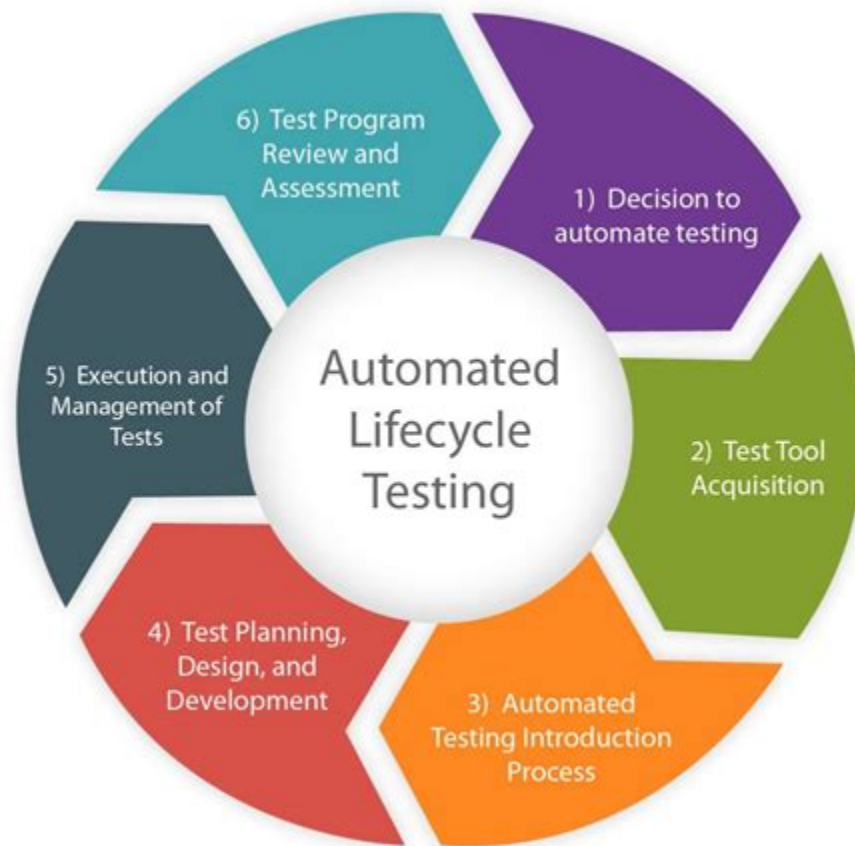 Automated
Lifecycle
Testing
1) Decision to
automate testing
2) Test Tool
Acquisition
3) Automated
Testing Introduction
Process
4) Test Planning,
Design, and
Development
5) Execution and
Management of
Tests
6) Test Program
Review and
Assessment